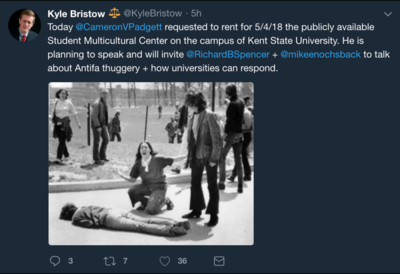 Kyle Bristow @KyleBristow · 5h
Today @CameronVPadgett requested to rent for 5/4/18 the publicly available
Student Multicultural Center on the campus of Kent State University. He is
planning to speak and will invite @RichardBSpencer + @mikeenochsback to talk
about Antifa thuggery + how universities can respond.
3 7 36